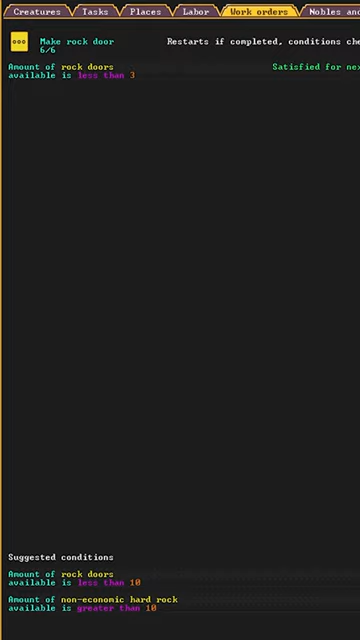 Creatures Tasks Places Labor Work orders Nobles and
Make rock door Restarts if completed, conditions che
6/6
Amount of rock doors Satisfied for nex
available is less than 3
Suggested conditions
Amount of rock doors
available is less than 10
Amount of non-economic hard rock
available is greater than 10